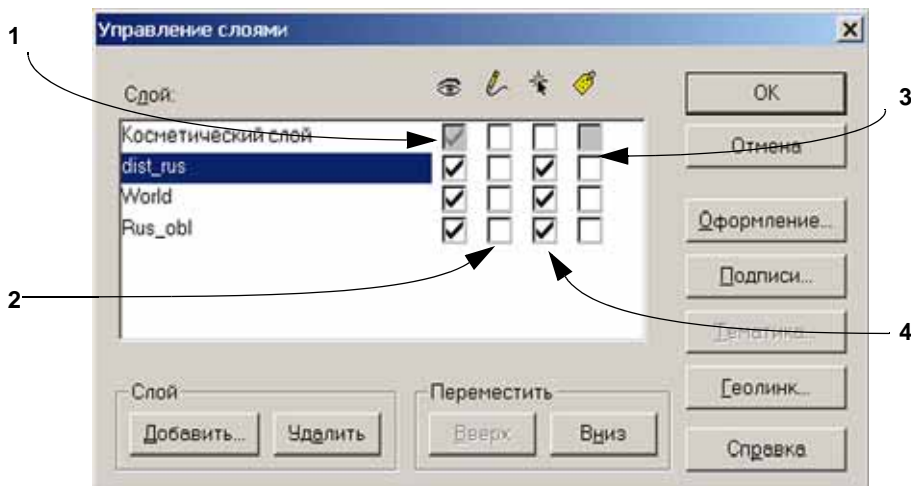 Управление слоями
1
Слой:
OK
3
Косметический слой
Отмена
dist_rus
World
Rus_obl
Оформление...
Подписи...
2
Тематика...
4
Слой
Переместить
Геолинк...
Добавить...
Удалить
Вверх
Вниз
Справка